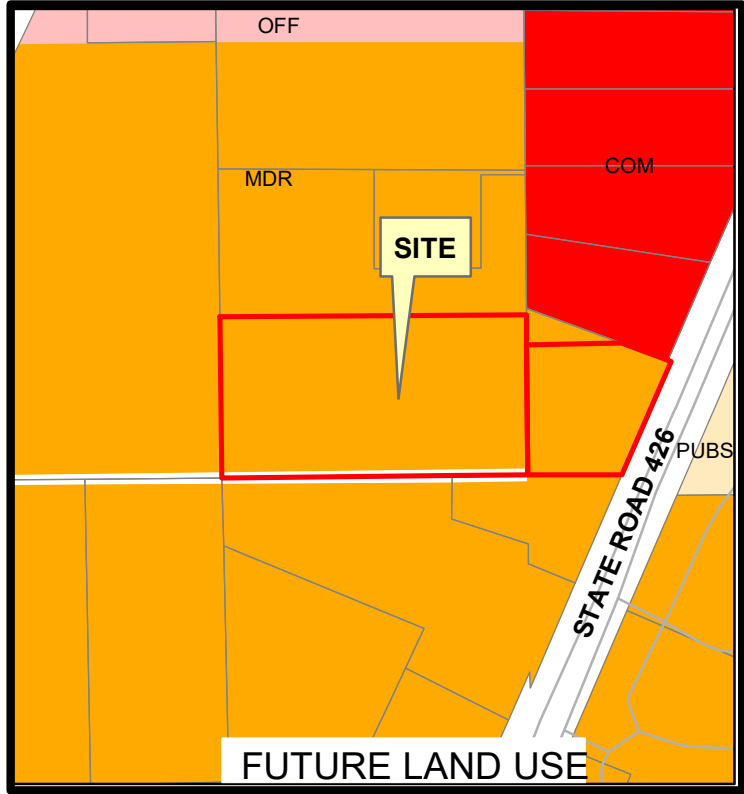 OFF
COM
MDR
SITE
STATE ROAD 426
PUBS
FUTURE LAND USE